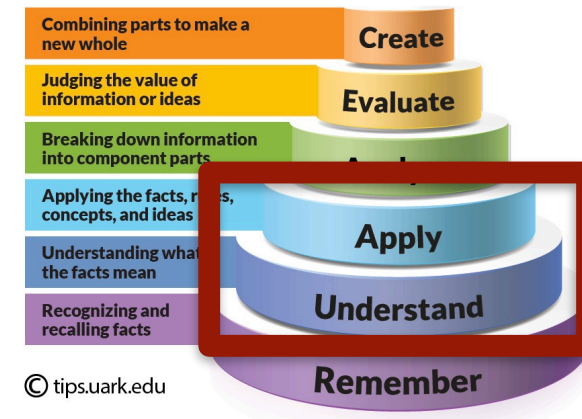 Combining parts to make a
new whole
Create
Judging the value of
information or ideas
Evaluate
Breaking down information
into component parts
Applying the facts,
concepts, and ideas
Apply
Understanding what
the facts mean
Understand
Recognizing and
recalling facts
Remember
© tips.uark.edu